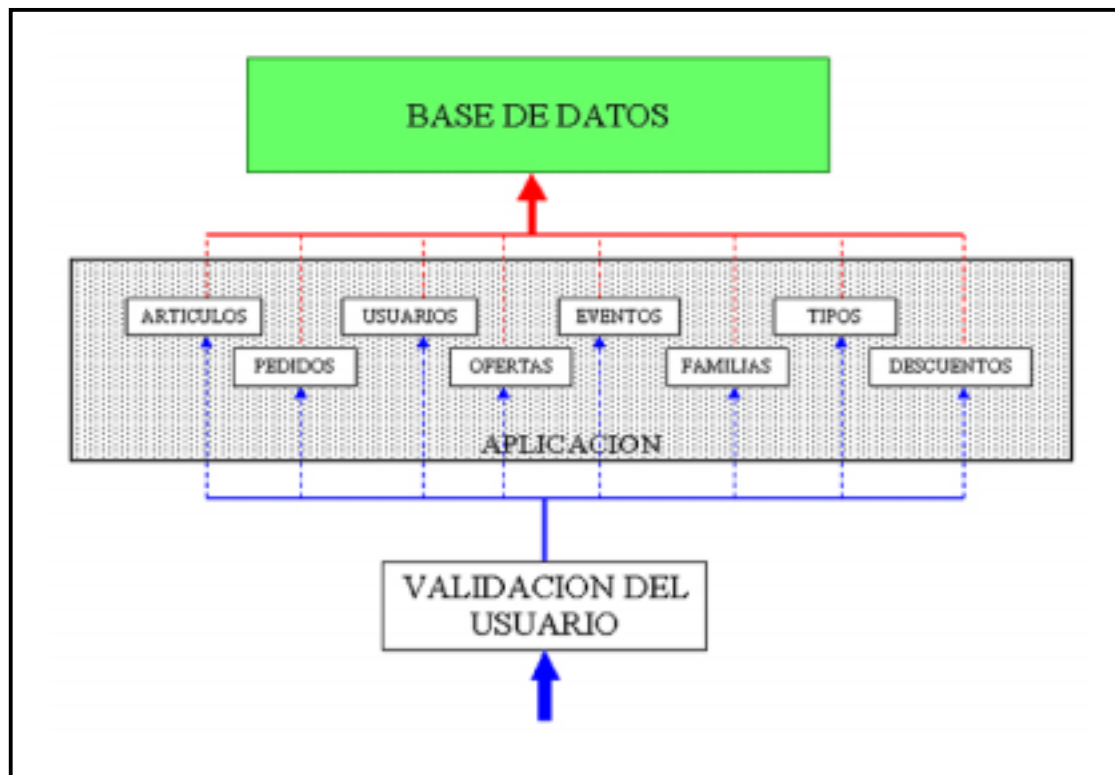 BASE DE DATOS
ARTICULOS
USUARIOS
EVENTOS
TIPOS
PEDIDOS
OFERTAS
FAMILIAS
DESCUENTOS
APLICACION
VALIDACION DEL
USUARIO